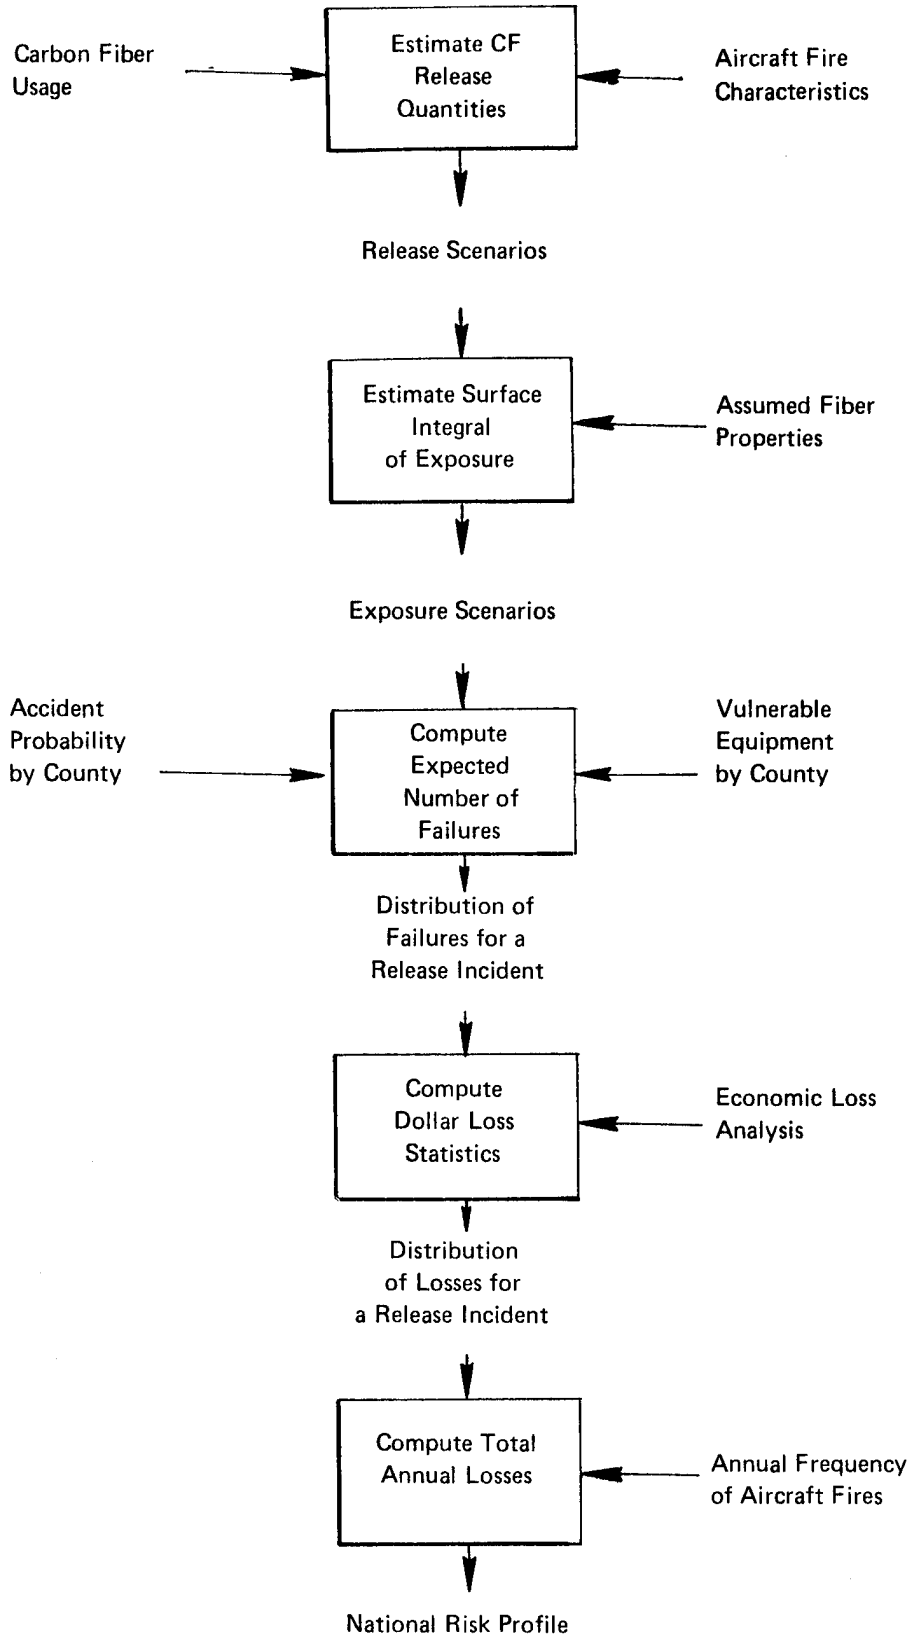 Carbon Fiber
Usage
Estimate CF
Release
Quantities
Aircraft Fire
Characteristics
Release Scenarios
Estimate Surface
Integral
of Exposure
Assumed Fiber
Properties
Exposure Scenarios
Accident
Probability
by County
Compute
Expected
Number of
Failures
Vulnerable
Equipment
by County
Distribution of
Failures for a
Release Incident
Compute
Dollar Loss
Statistics
Economic Loss
Analysis
Distribution
of Losses for
a Release Incident
Compute Total
Annual Losses
Annual Frequency
of Aircraft Fires
National Risk Profile